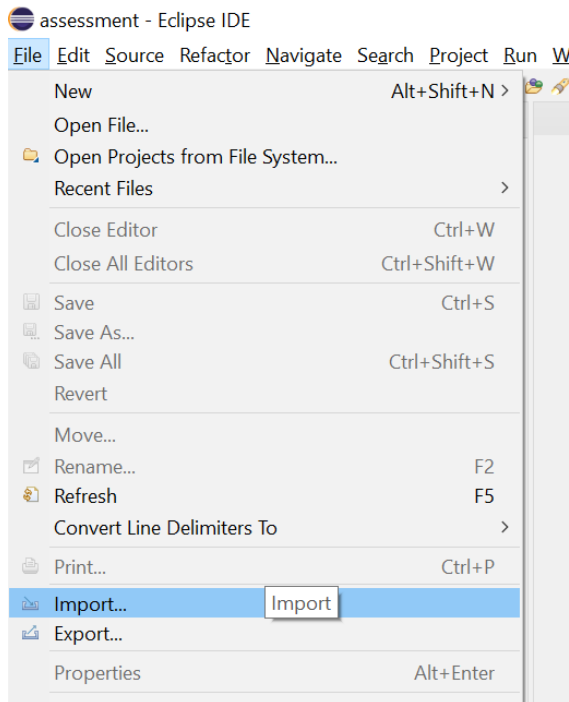 assessment - Eclipse IDE
File Edit Source Refactor Navigate Search Project Run W
New Alt+Shift+N >
Open File...
Open Projects from File System...
Recent Files >
Close Editor Ctrl+W
Close All Editors Ctrl+Shift+W
Save Ctrl+S
Save As...
Save All Ctrl+Shift+S
Revert
Move...
Rename... F2
Refresh F5
Convert Line Delimiters To >
Print... Ctrl+P
Import... Import
Export...
Properties Alt+Enter